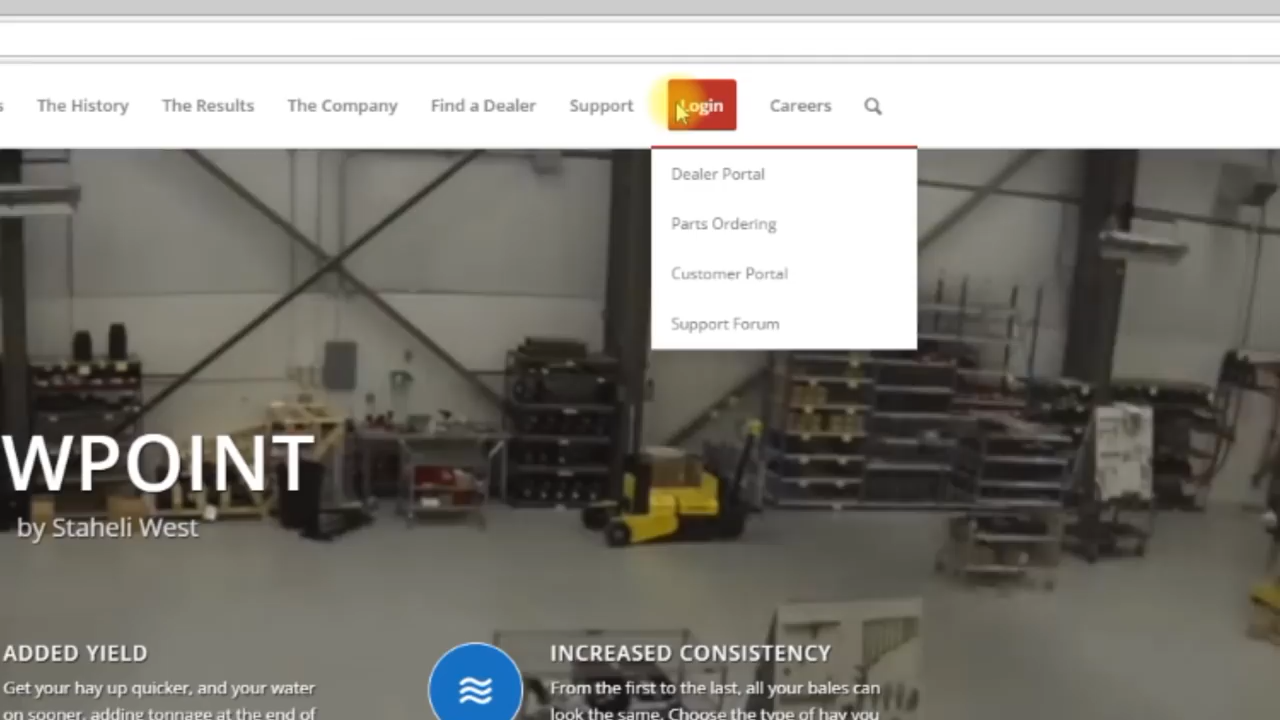 The History The Results The Company Find a Dealer Support Login Careers
Dealer Portal
Parts Ordering
Customer Portal
Support Forum
WPOINT
by Staheli West
ADDED YIELD
Get your hay up quicker, and your water
on sooner, adding tonnage at the end of
INCREASED CONSISTENCY
From the first to the last, all your bales can
look the same. Choose the type of hay you